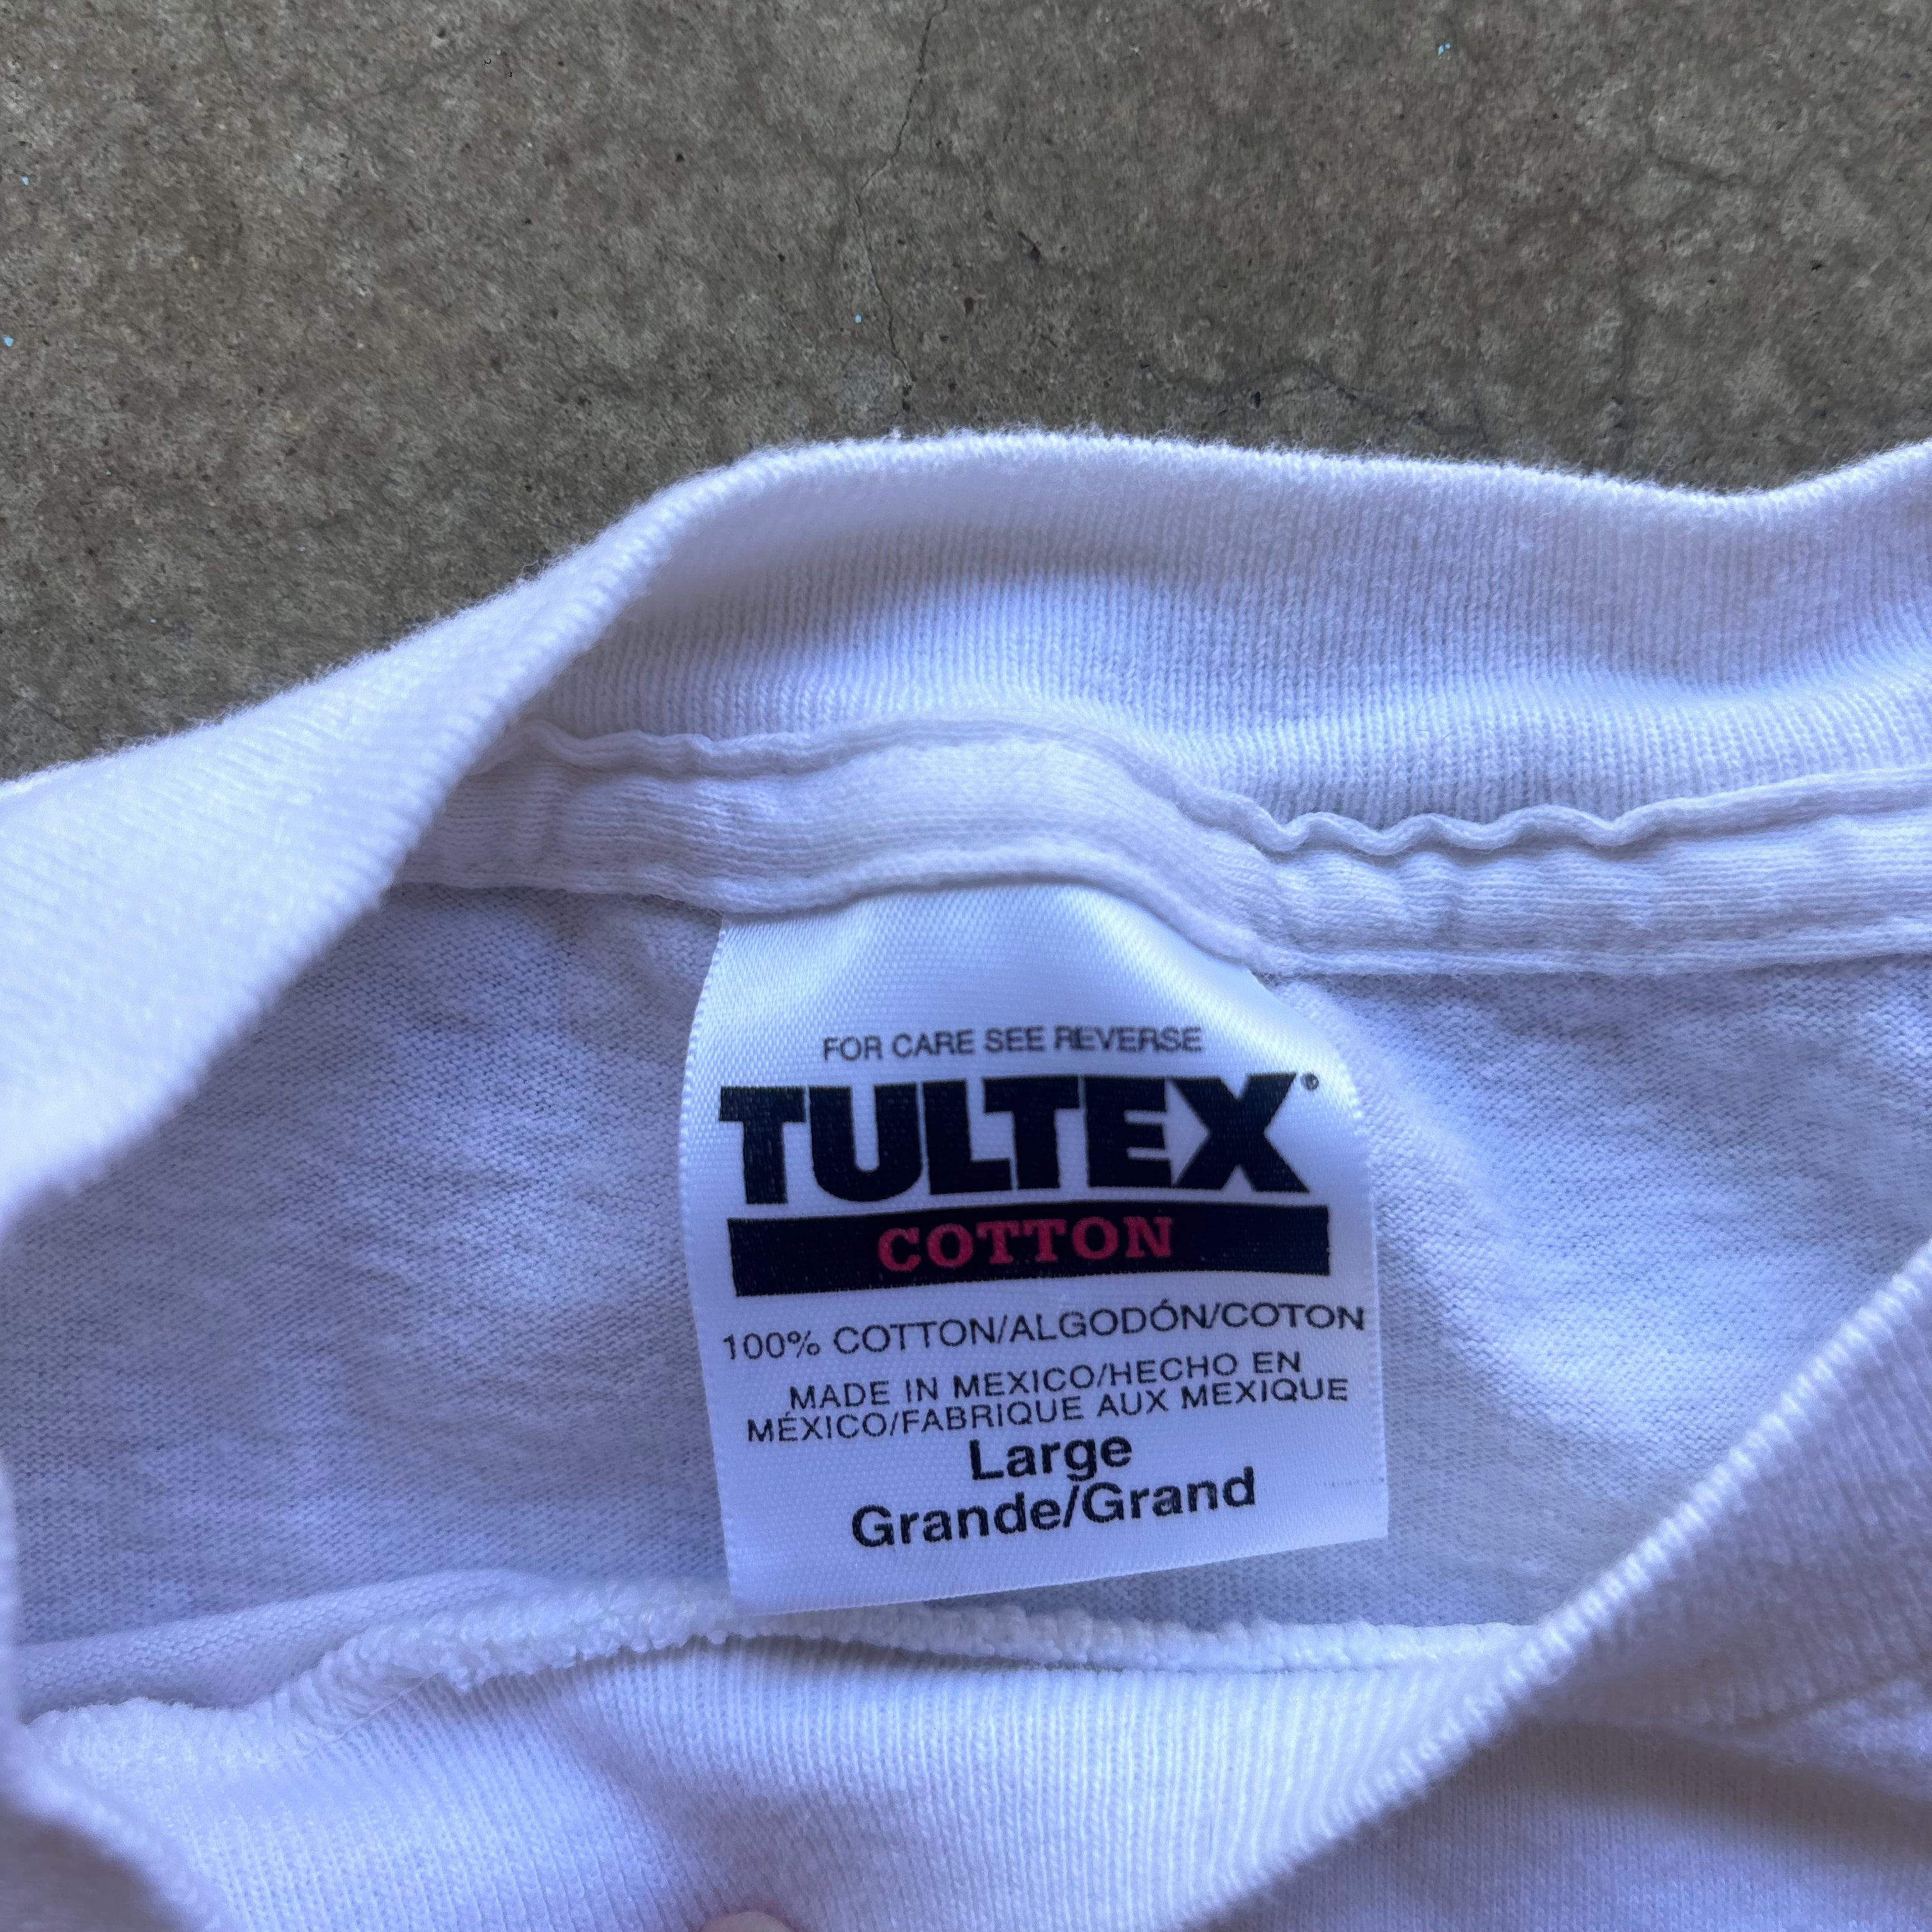 FOR CARE SEE REVERSE
TULTEX®
COTTON
100% COTTON/ALGODÓN/COTON
MADE IN MEXICO/HECHO EN
MÉXICO/FABRIQUE AUX MEXIQUE
Large
Grande/Grand